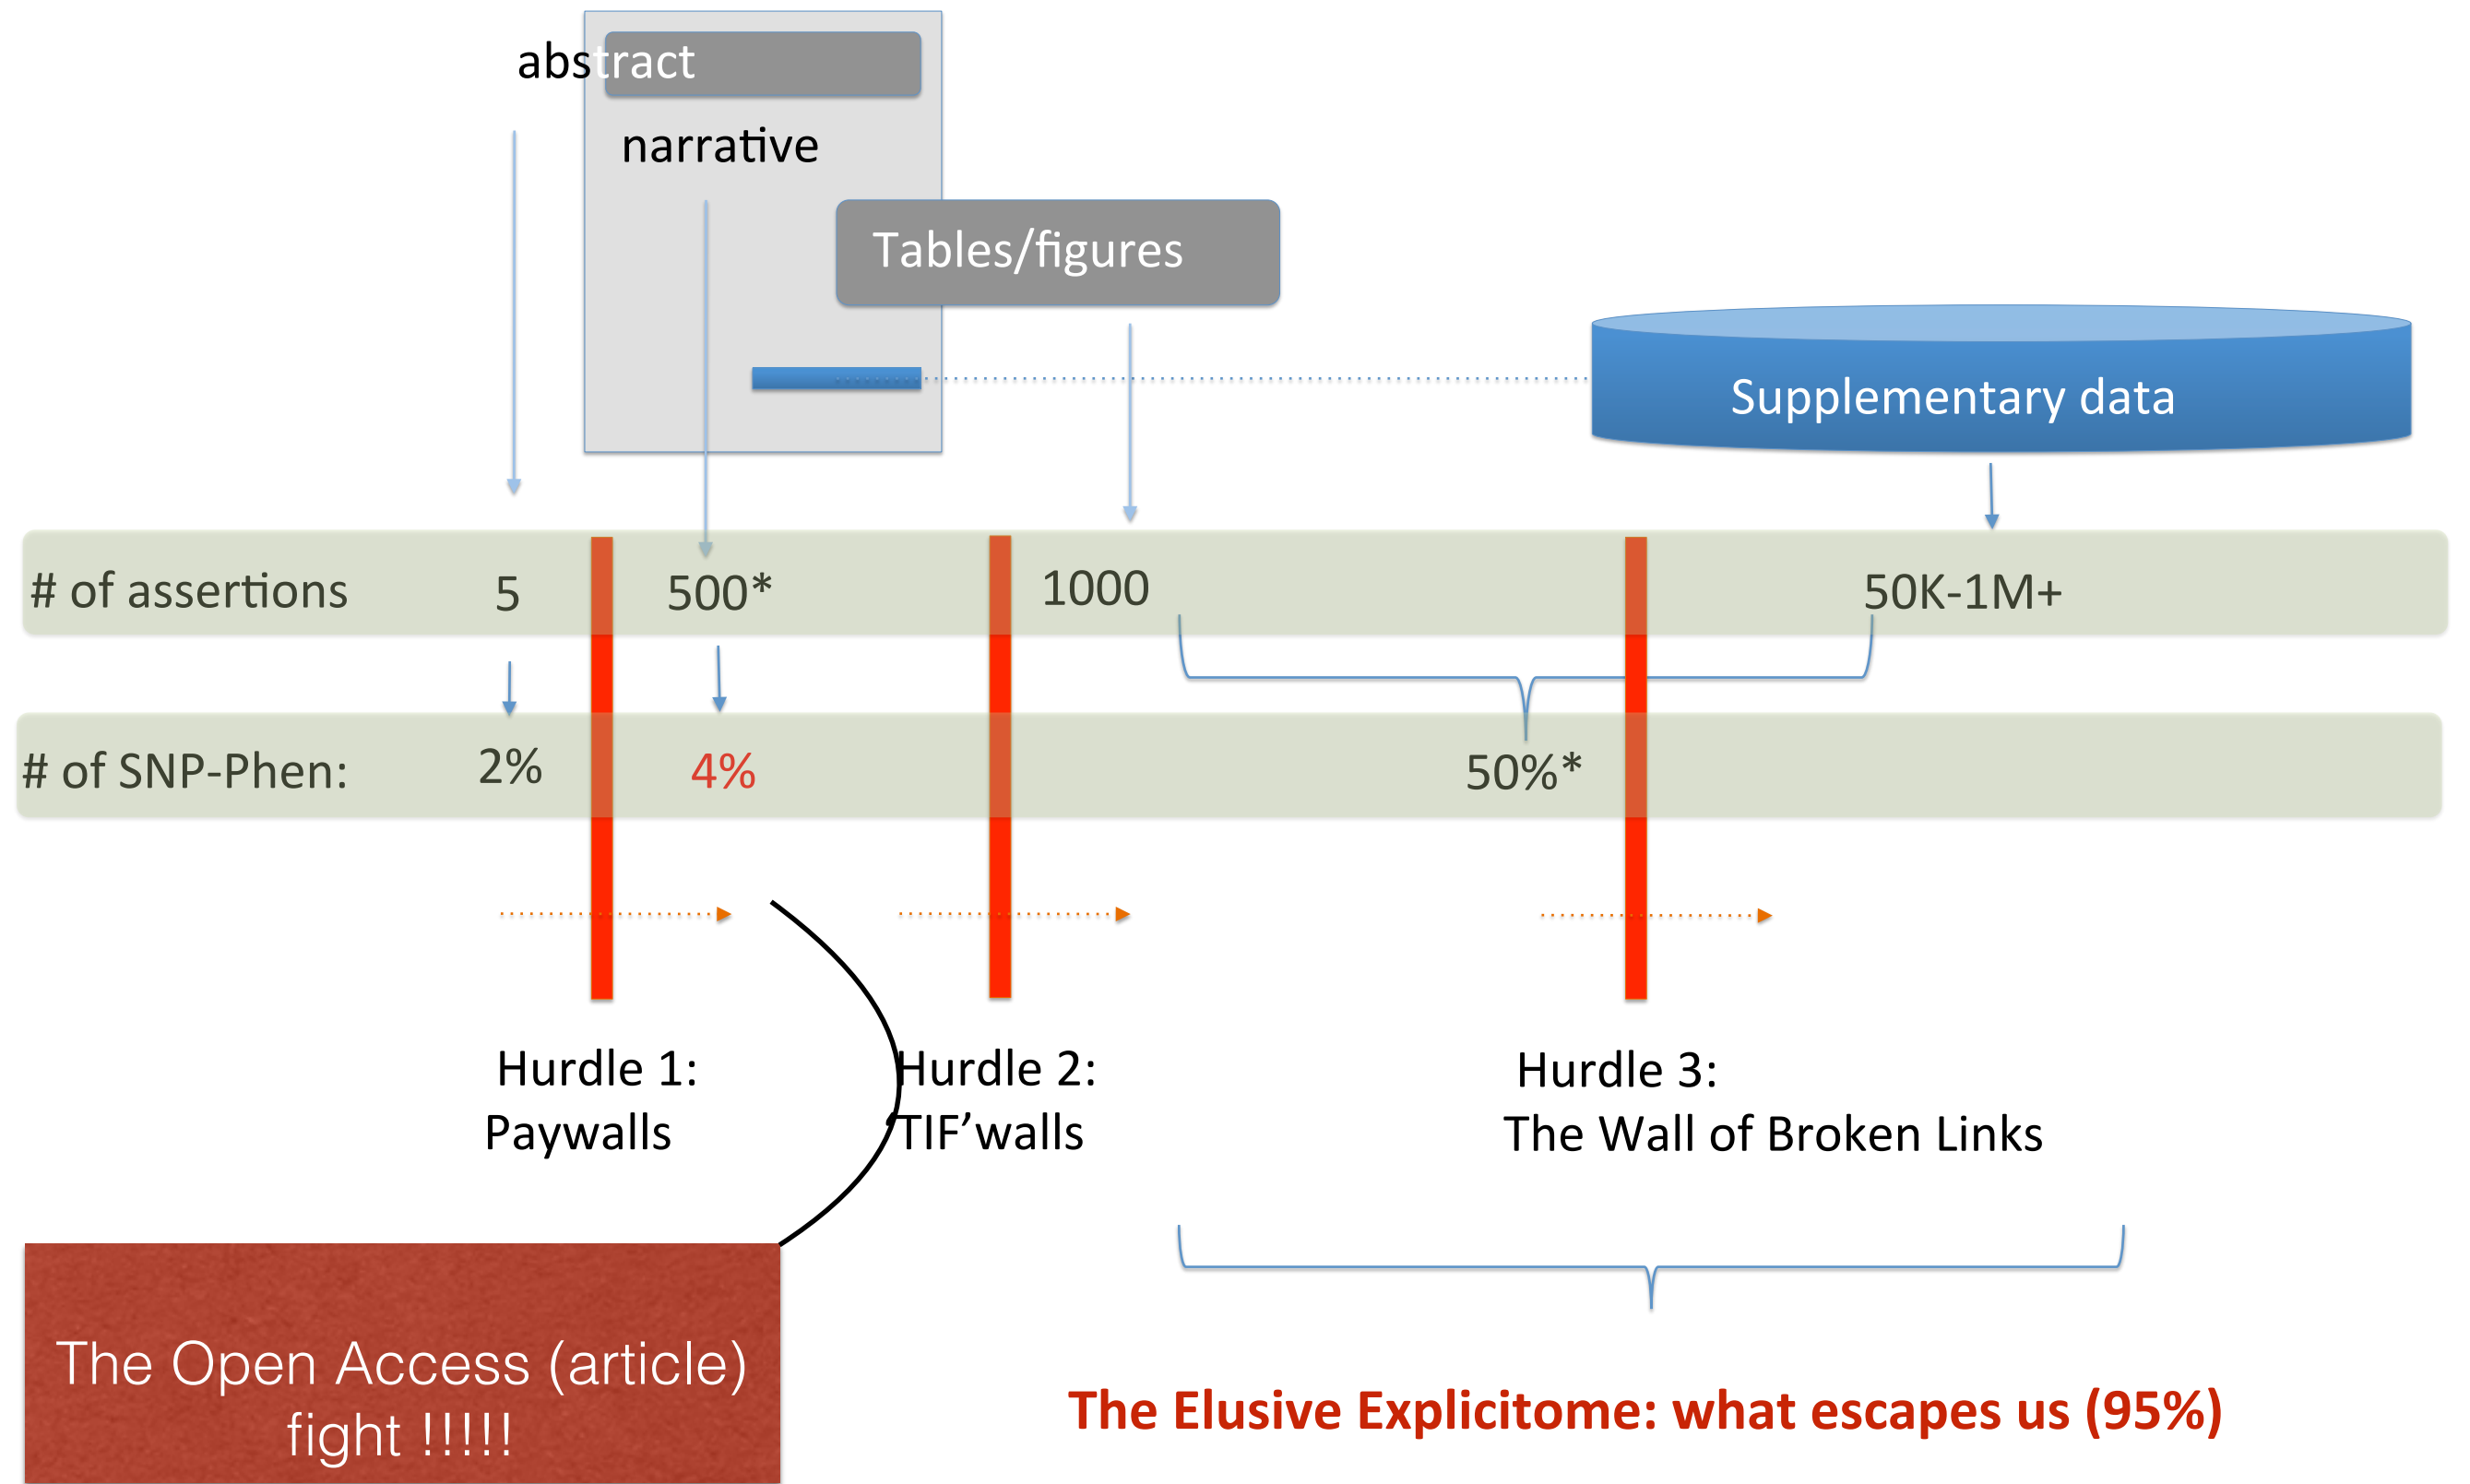 abstract
narrative
Tables/figures
Supplementary data
# of assertions 5 500* 1000 50K-1M+
# of SNP-Phen: 2% 4% 50%*
Hurdle 1:
Paywalls
Hurdle 2:
'TIF'walls
Hurdle 3:
The Wall of Broken Links
The Open Access (article)
fight !!!!!
The Elusive Explicitome: what escapes us (95%)